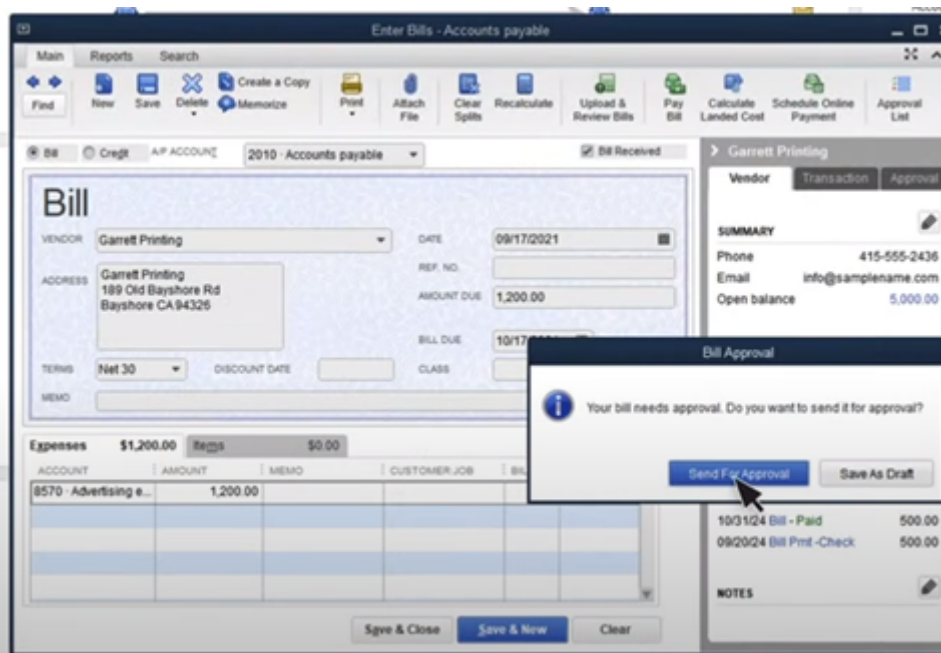 Enter Bills - Accounts payable
Main Reports Search
Find New Save Delete Create a Copy Memorize Print Attach File Clear Splits Recalculate Upload & Review Bills Pay Bill Calculate Landed Cost Schedule Online Payment Approval List
Bill Credit A/P ACCOUNT 2010 · Accounts payable Bill Received
Bill
VENDOR Garrett Printing DATE 09/17/2021
ADDRESS
Garrett Printing
189 Old Bayshore Rd
Bayshore CA 94326
REF. NO.
AMOUNT DUE 1,200.00
BILL DUE
TERMS Net 30 DISCOUNT DATE CLASS
MEMO
Expenses $1,200.00 Items $0.00
ACCOUNT AMOUNT MEMO CUSTOMER:JOB
8570 · Advertising e... 1,200.00
Save & Close Save & New Clear
Garrett Printing
Vendor Transaction Approval
SUMMARY
Phone 415-555-2436
Email info@samplename.com
Open balance 5,000.00
Bill Approval
Your bill needs approval. Do you want to send it for approval?
Send For Approval Save As Draft
10/31/24 Bill - Paid 500.00
09/20/24 Bill Pmt -Check 500.00
NOTES